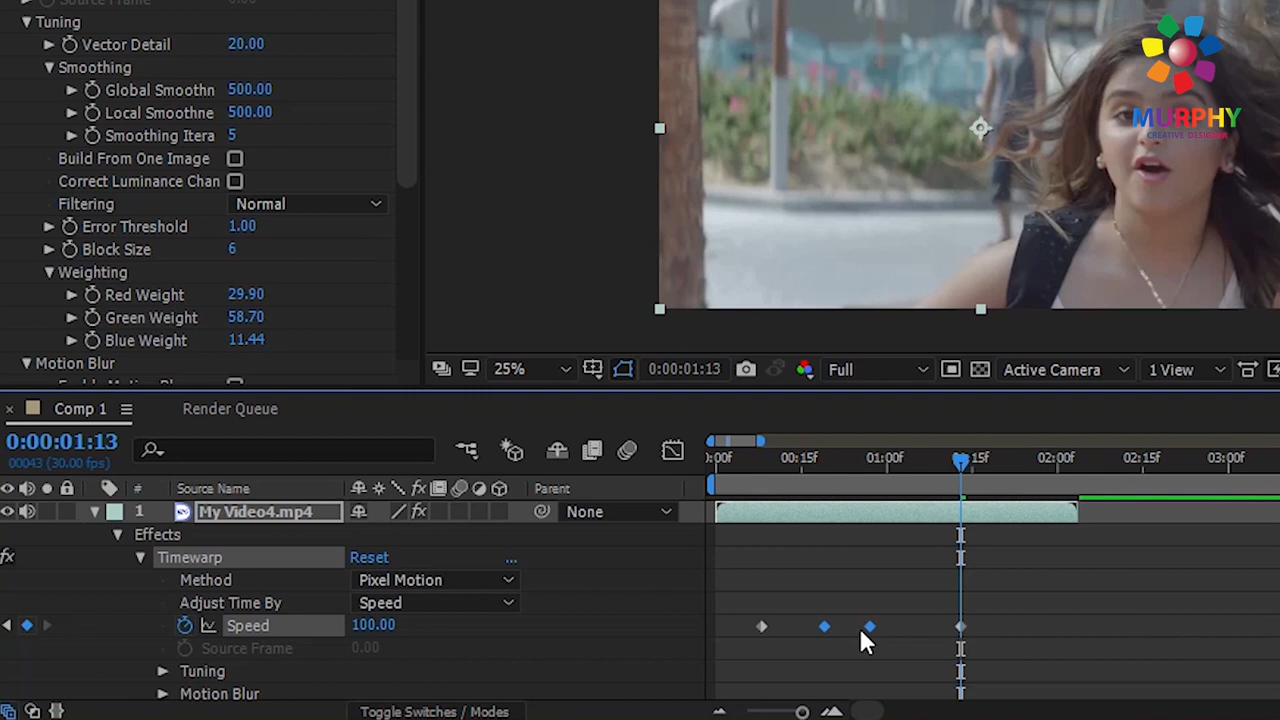 Source Frame
0.00
Tuning
Vector Detail 20.00
Smoothing
Global Smoothn 500.00
Local Smoothne 500.00
Smoothing Itera 5
Build From One Image
Correct Luminance Chan
Filtering Normal
Error Threshold 1.00
Block Size 6
Weighting
Red Weight 29.90
Green Weight 58.70
Blue Weight 11.44
Motion Blur
MURPHY
CREATIVE DESIGNER
25% 0:00:01:13 Full Active Camera 1 View
Comp 1 Render Queue
0:00:01:13
00043 (30.00 fps)
:00f 00:15f 01:00f 15f 02:00f 02:15f 03:00f
# Source Name fx Parent
1 My Video4.mp4 fx None
Effects
fx Timewarp Reset ...
Method Pixel Motion
Adjust Time By Speed
Speed 100.00
Source Frame 0.00
Tuning
Motion Blur
Toggle Switches / Modes